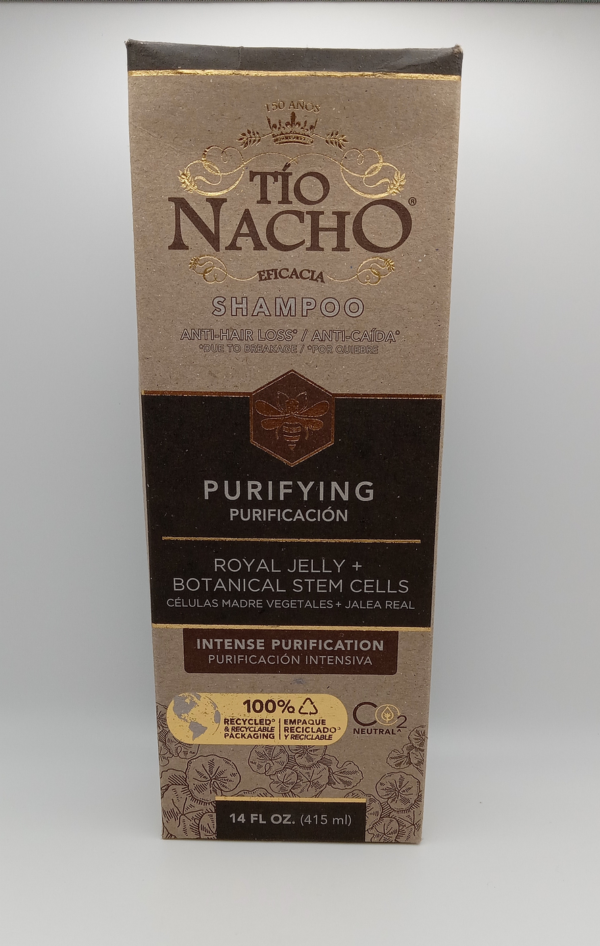 150 AÑOS
TÍO
NACHO®
EFICACIA
SHAMPOO
ANTI-HAIR LOSS* / ANTI-CAÍDA*
*DUE TO BREAKAGE / *POR QUIEBRE
PURIFYING
PURIFICACIÓN
ROYAL JELLY +
BOTANICAL STEM CELLS
CÉLULAS MADRE VEGETALES + JALEA REAL
INTENSE PURIFICATION
PURIFICACIÓN INTENSIVA
100%
RECYCLED° & RECYCLABLE PACKAGING
EMPAQUE RECICLADO° Y RECICLABLE
CO2
NEUTRAL^
14 FL OZ. (415 ml)